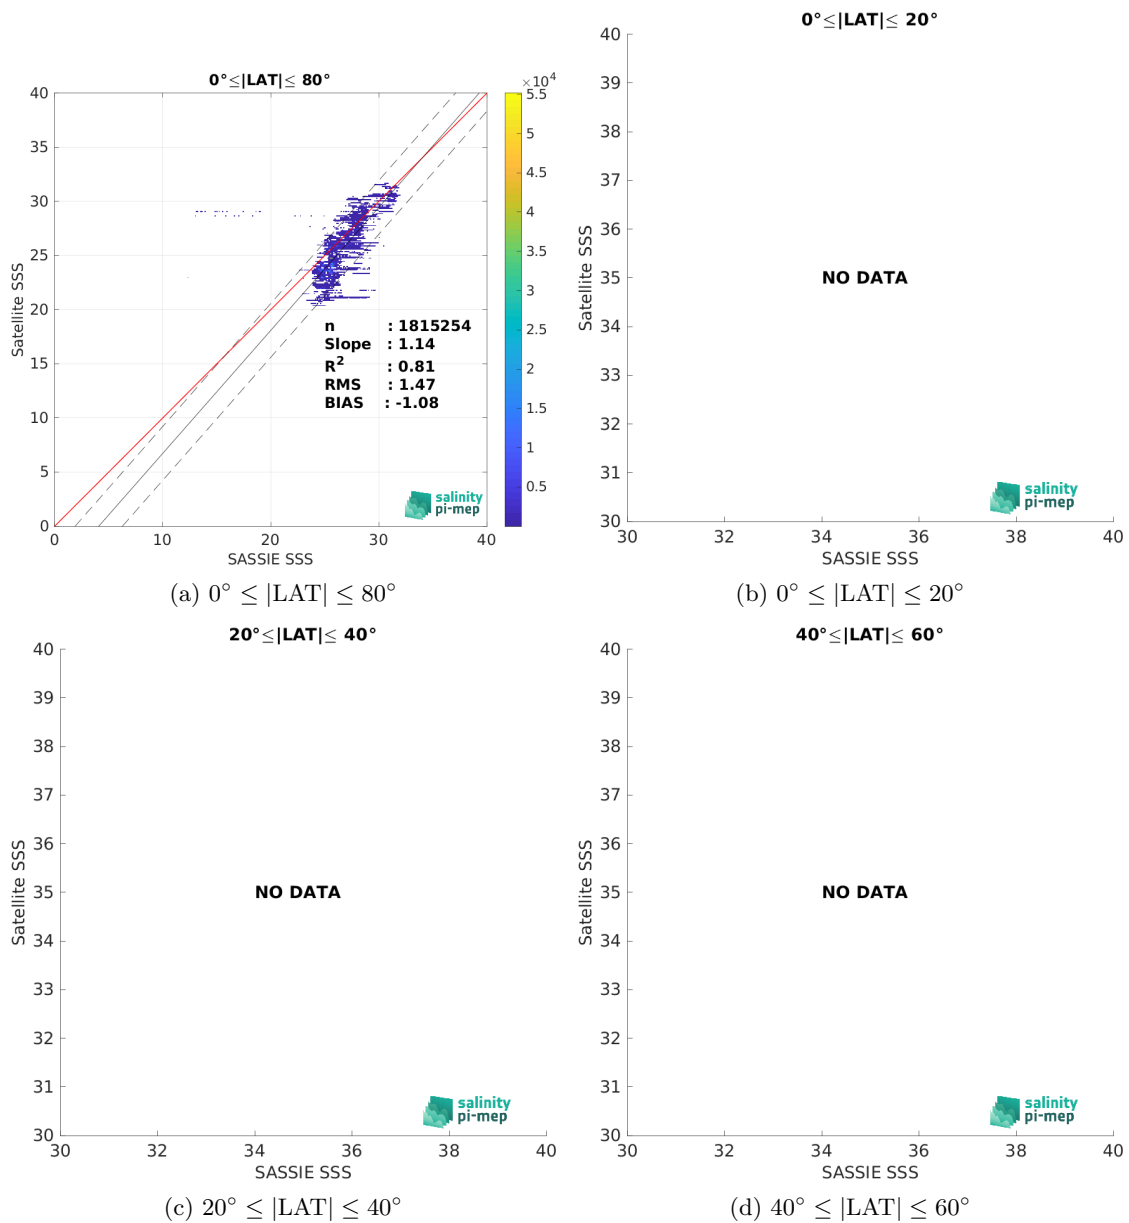 0°≤|LAT|≤ 80°
×10⁴
40
35
30
25
20
15
10
5
0
0 10 20 30 40
5.5
5
4.5
4
3.5
3
2.5
2
1.5
1
0.5
Satellite SSS
SASSIE SSS
n : 1815254
Slope : 1.14
R² : 0.81
RMS : 1.47
BIAS : -1.08
salinity
pi-mep
(a) 0° ≤ |LAT| ≤ 80°
0°≤|LAT|≤ 20°
40
39
38
37
36
35
34
33
32
31
30
30 32 34 36 38 40
Satellite SSS
SASSIE SSS
NO DATA
salinity
pi-mep
(b) 0° ≤ |LAT| ≤ 20°
20°≤|LAT|≤ 40°
40
39
38
37
36
35
34
33
32
31
30
30 32 34 36 38 40
Satellite SSS
SASSIE SSS
NO DATA
salinity
pi-mep
(c) 20° ≤ |LAT| ≤ 40°
40°≤|LAT|≤ 60°
40
39
38
37
36
35
34
33
32
31
30
30 32 34 36 38 40
Satellite SSS
SASSIE SSS
NO DATA
salinity
pi-mep
(d) 40° ≤ |LAT| ≤ 60°